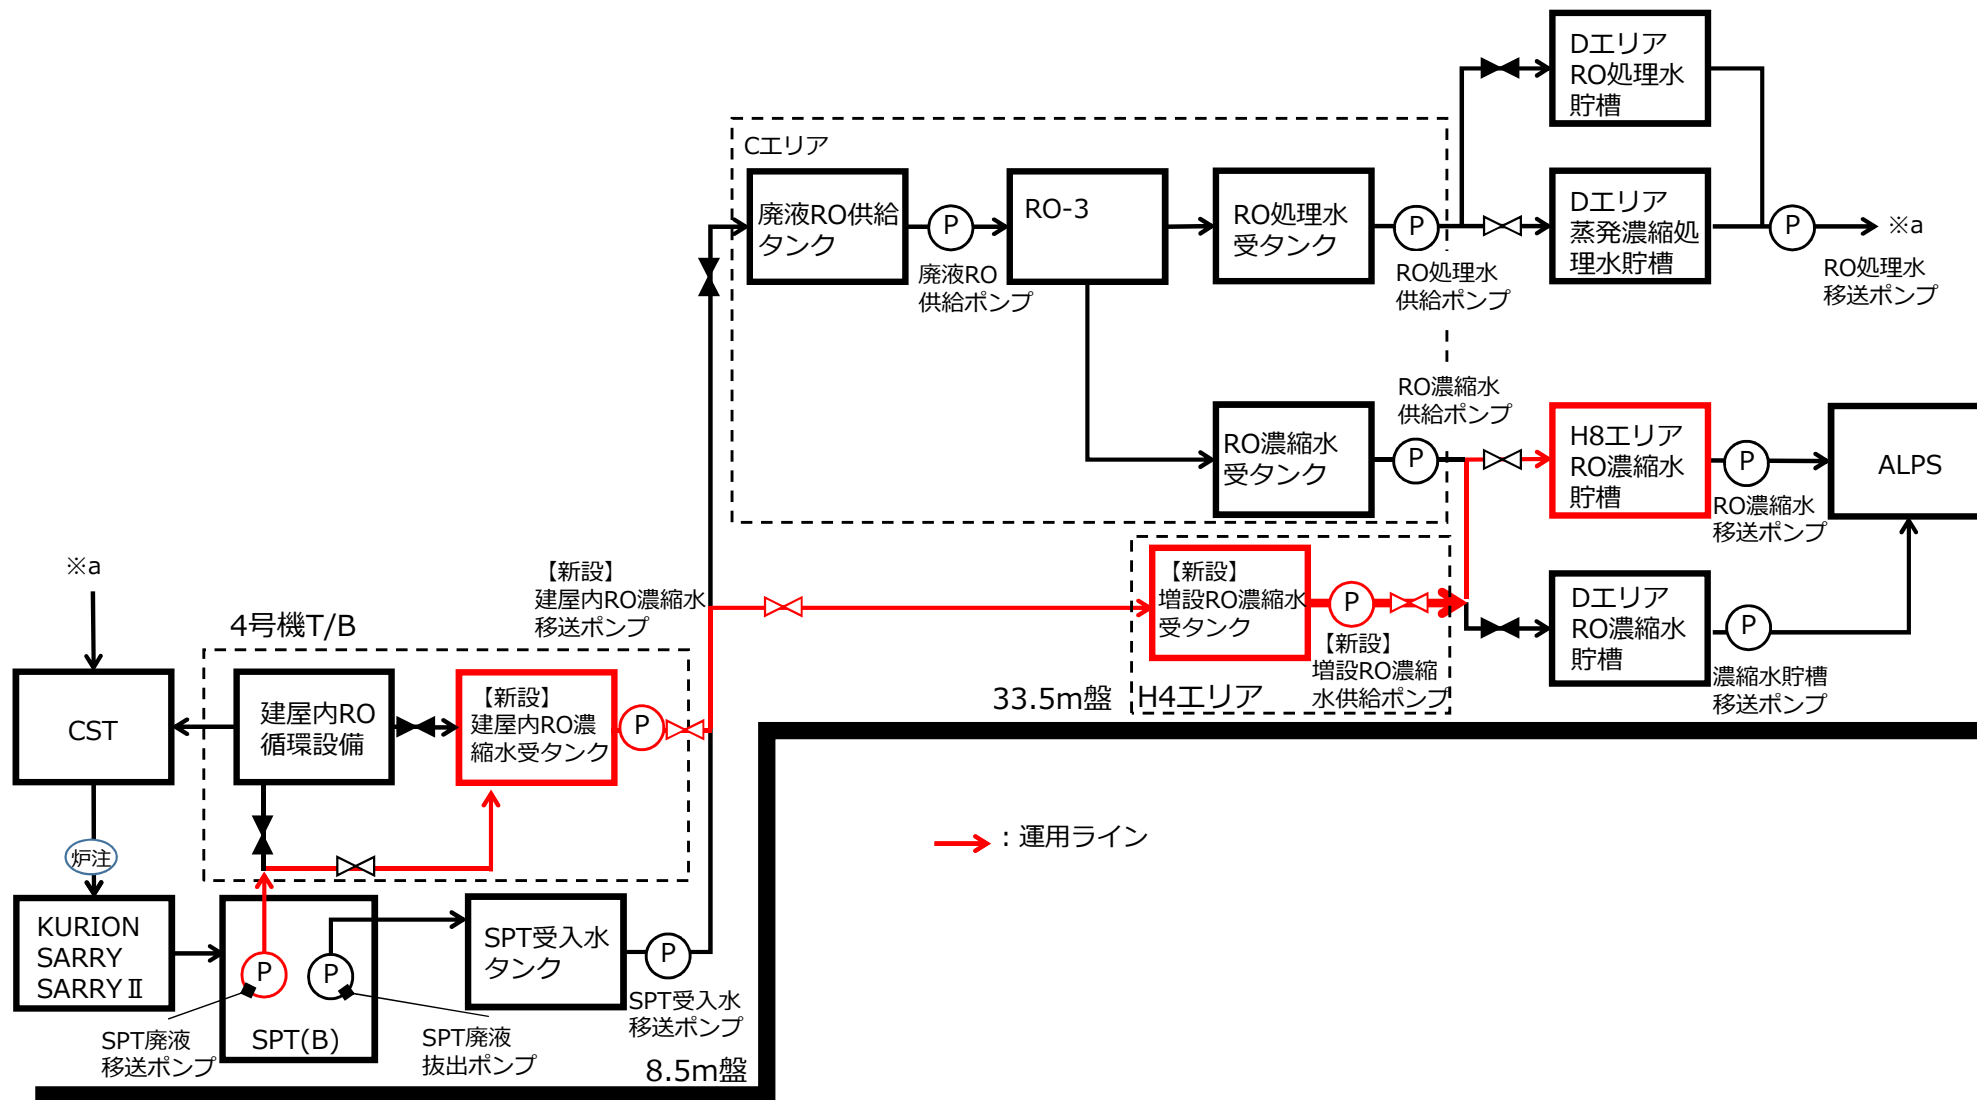 Dエリア
RO処理水
貯槽
Cエリア
廃液RO供給
タンク
P
廃液RO
供給ポンプ
RO-3
RO処理水
受タンク
P
RO処理水
供給ポンプ
Dエリア
蒸発濃縮処
理水貯槽
P
※a
RO処理水
移送ポンプ
RO濃縮水
受タンク
P
RO濃縮水
供給ポンプ
H8エリア
RO濃縮水
貯槽
P
RO濃縮水
移送ポンプ
ALPS
※a
4号機T/B
【新設】
建屋内RO濃縮水
移送ポンプ
【新設】
増設RO濃縮水
受タンク
P
【新設】
増設RO濃縮
水供給ポンプ
H4エリア
33.5m盤
Dエリア
RO濃縮水
貯槽
P
濃縮水貯槽
移送ポンプ
CST
建屋内RO
循環設備
【新設】
建屋内RO濃
縮水受タンク
P
炉注
:運用ライン
KURION
SARRY
SARRYⅡ
P
P
SPT(B)
SPT廃液
移送ポンプ
SPT廃液
抜出ポンプ
SPT受入水
タンク
P
SPT受入水
移送ポンプ
8.5m盤